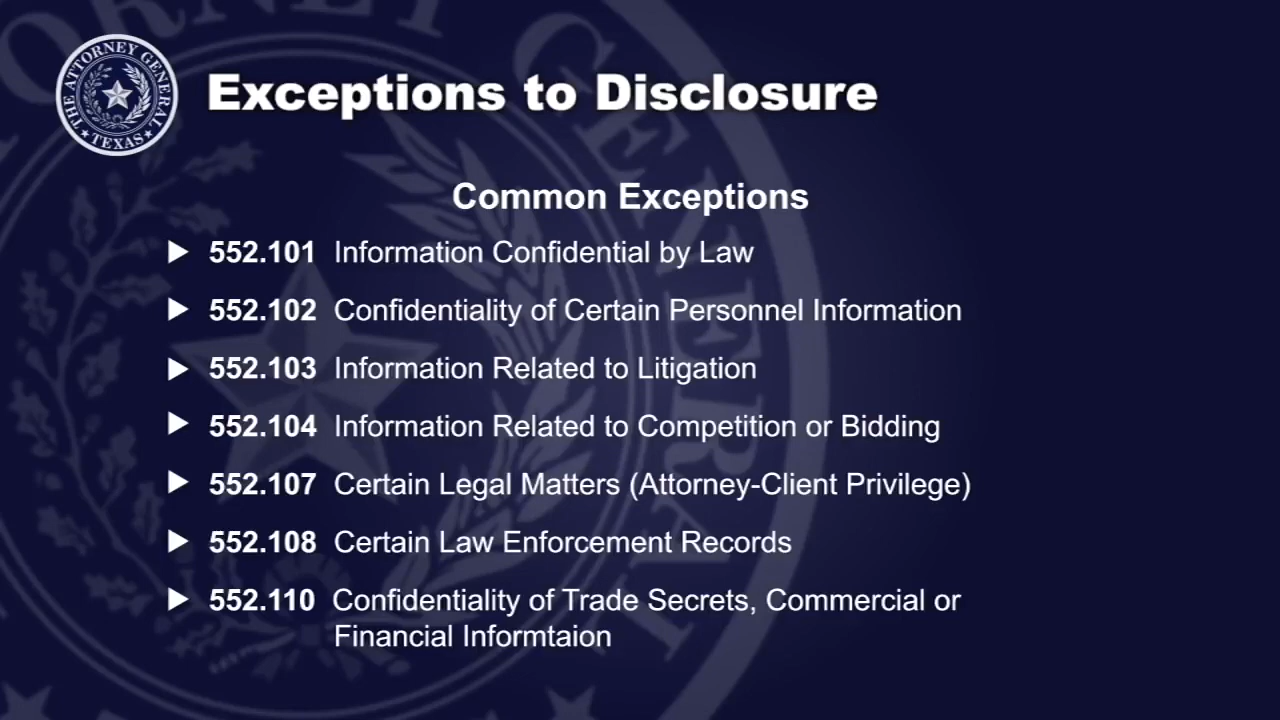 THE ATTORNEY GENERAL
★ TEXAS ★
Exceptions to Disclosure
Common Exceptions
▶ 552.101 Information Confidential by Law
▶ 552.102 Confidentiality of Certain Personnel Information
▶ 552.103 Information Related to Litigation
▶ 552.104 Information Related to Competition or Bidding
▶ 552.107 Certain Legal Matters (Attorney-Client Privilege)
▶ 552.108 Certain Law Enforcement Records
▶ 552.110 Confidentiality of Trade Secrets, Commercial or
Financial Informtaion